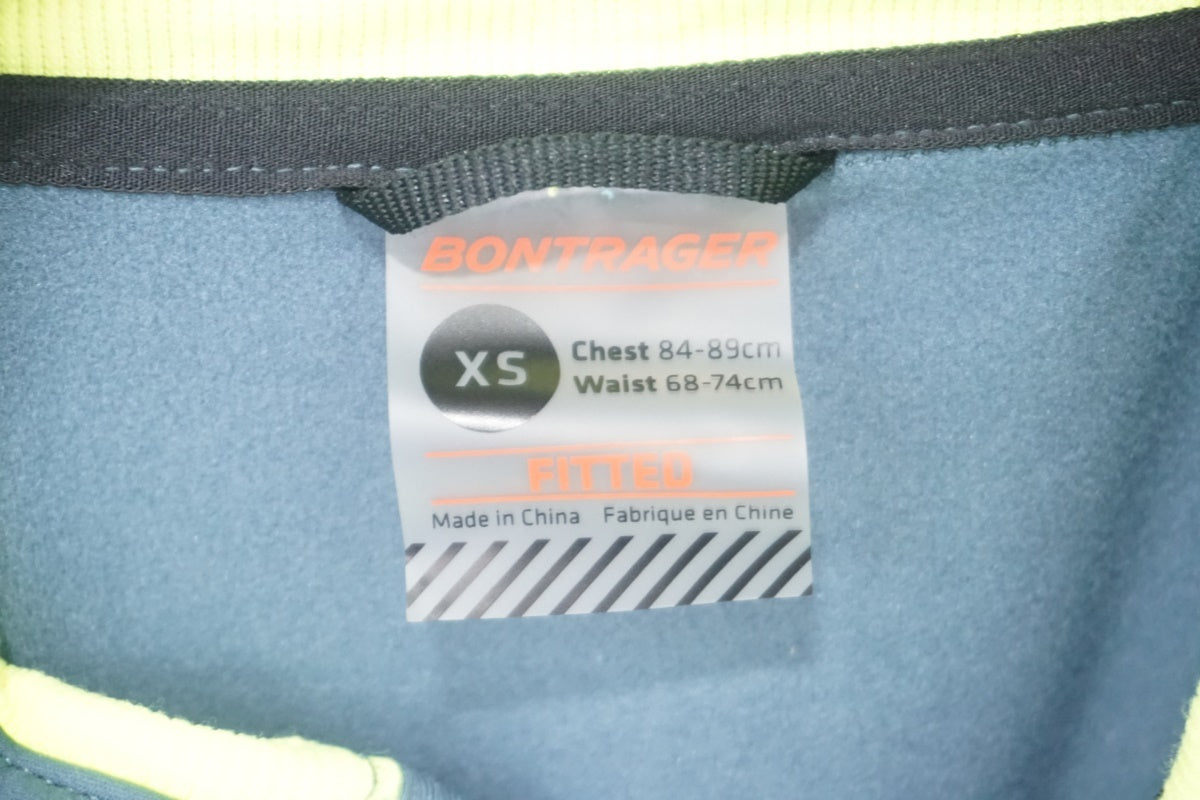 BONTRAGER
XS
Chest 84-89cm
Waist 68-74cm
FITTED
Made in China Fabrique en Chine